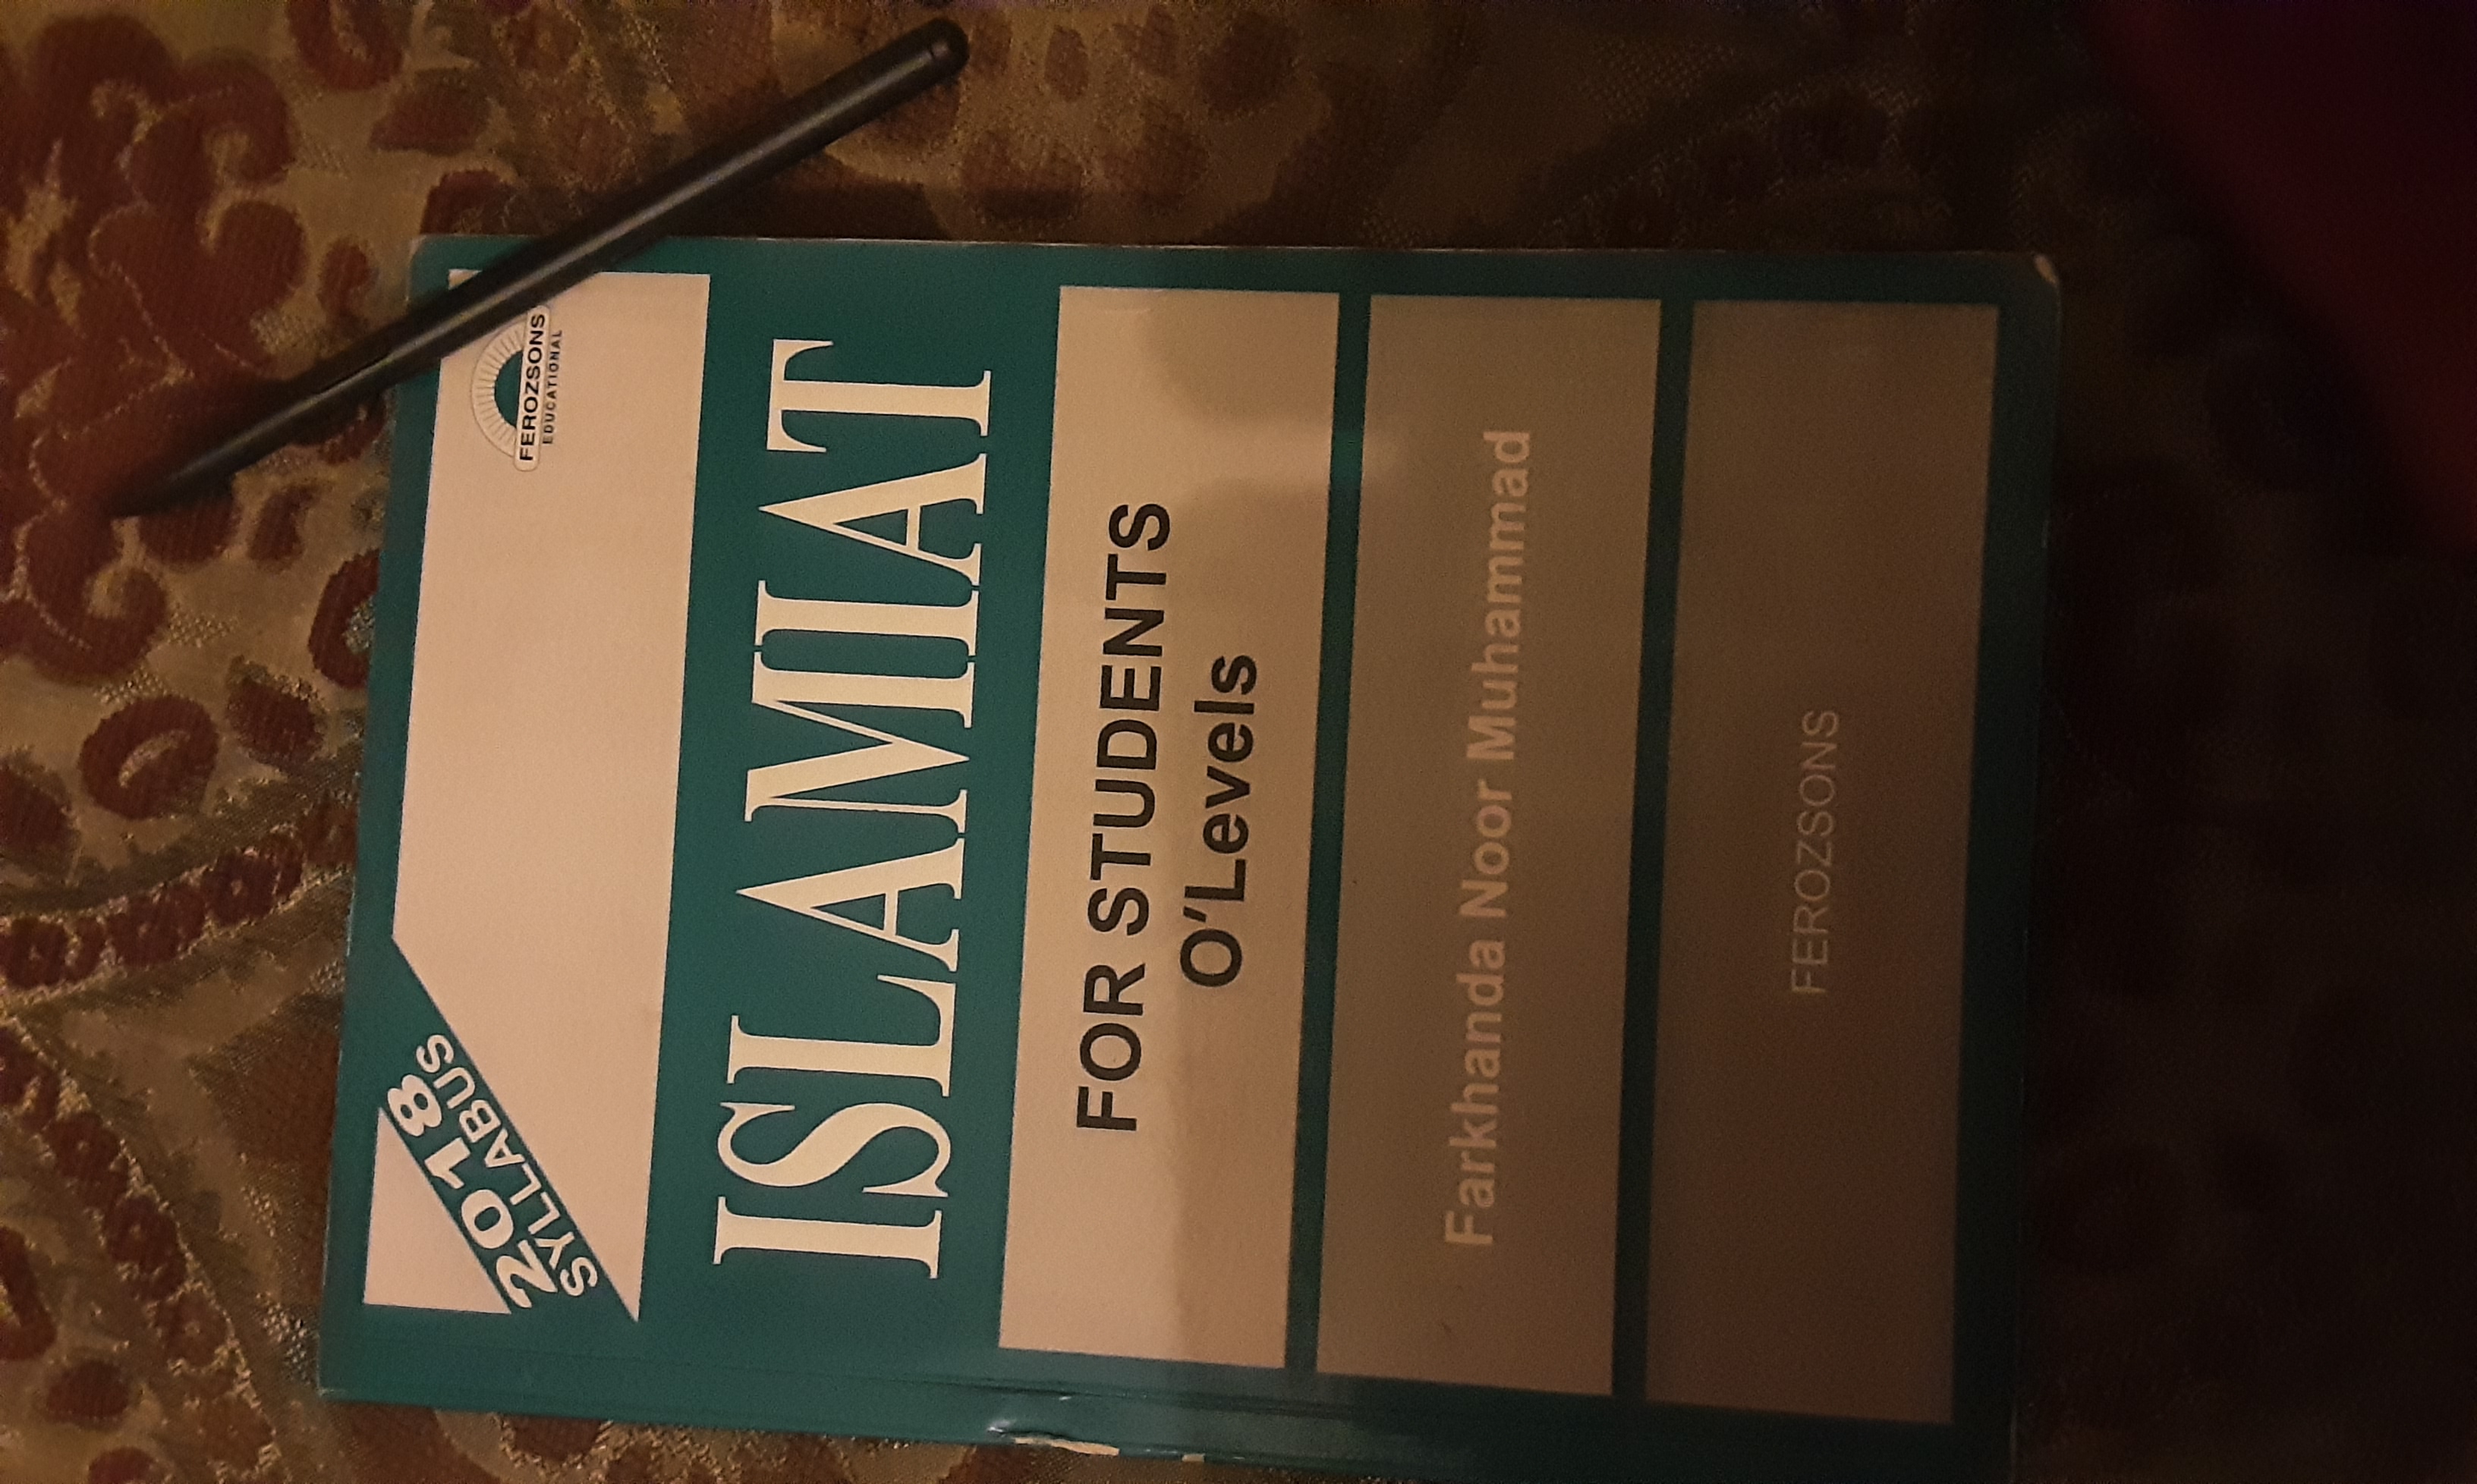 2018
SYLLABUS
FEROZSONS
EDUCATIONAL
ISLAMIAT
FOR STUDENTS
O'Levels
Farkhanda Noor Muhammad
FEROZSONS